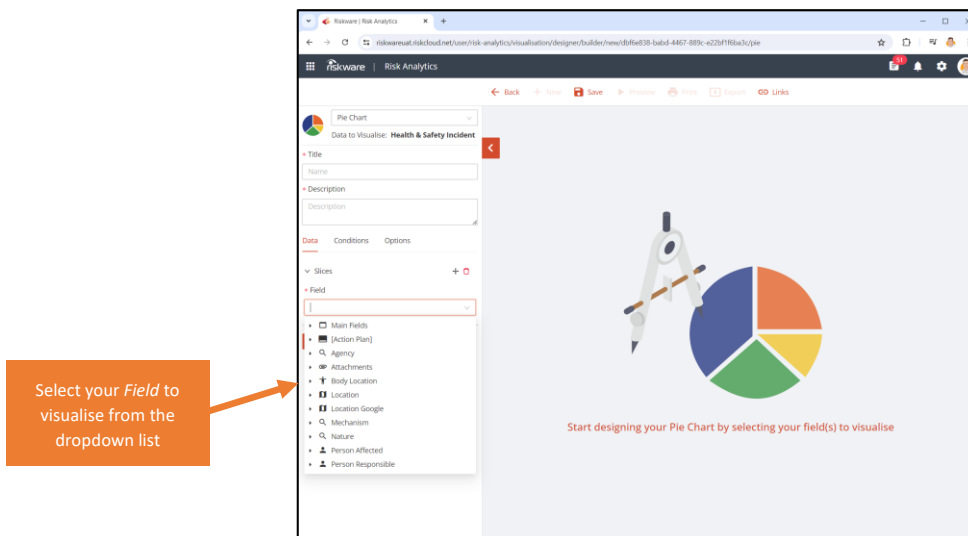 Riskware | Risk Analytics
riskwareuat.riskcloud.net/user/risk-analytics/visualisation/designer/builder/new/dbf6e838-babd-4467-889c-e22bf1f6ba3c/pie
riskware | Risk Analytics
51
Back + New Save Preview Print Export Links
Pie Chart
Data to Visualise: Health & Safety Incident
* Title
Name
* Description
Description
Data Conditions Options
Slices
* Field
Main Fields
[Action Plan]
Agency
Attachments
Body Location
Location
Location Google
Mechanism
Nature
Person Affected
Person Responsible
Select your Field to
visualise from the
dropdown list
Start designing your Pie Chart by selecting your field(s) to visualise